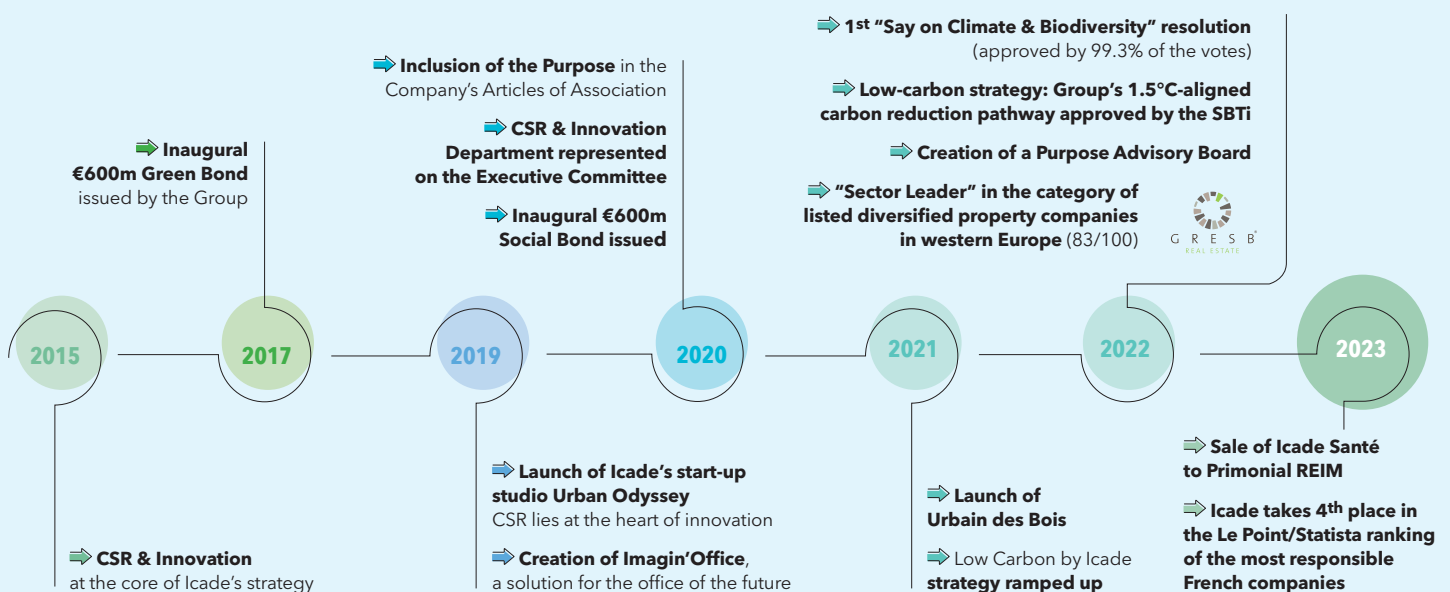 2015
CSR & Innovation
at the core of Icade’s strategy
Inaugural
€600m Green Bond
issued by the Group
2017
2019
Launch of Icade’s start-up
studio Urban Odyssey
CSR lies at the heart of innovation
Creation of Imagin’Office,
a solution for the office of the future
Inclusion of the Purpose in the
Company’s Articles of Association
CSR & Innovation
Department represented
on the Executive Committee
Inaugural €600m
Social Bond issued
2020
2021
Launch of
Urbain des Bois
Low Carbon by Icade
strategy ramped up
1st “Say on Climate & Biodiversity” resolution
(approved by 99.3% of the votes)
Low-carbon strategy: Group’s 1.5°C-aligned
carbon reduction pathway approved by the SBTi
Creation of a Purpose Advisory Board
“Sector Leader” in the category of
listed diversified property companies
in western Europe (83/100)
GRESB
REAL ESTATE
2022
2023
Sale of Icade Santé
to Primonial REIM
Icade takes 4th place in
the Le Point/Statista ranking
of the most responsible
French companies